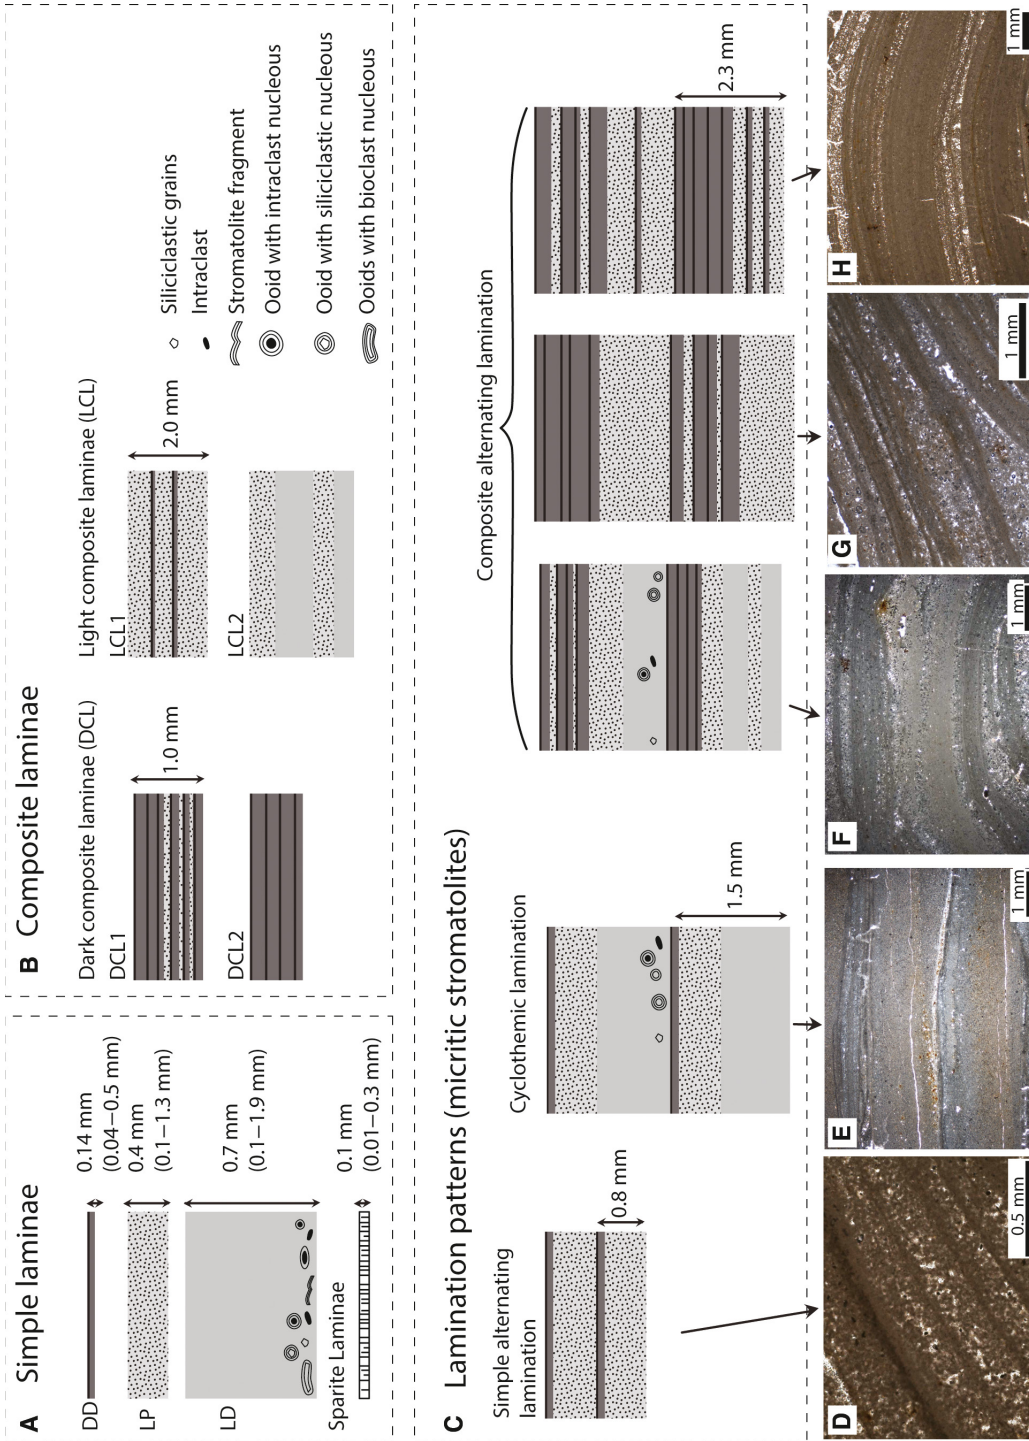 A Simple laminae
DD
0.14 mm
(0.04–0.5 mm)
LP
0.4 mm
(0.1–1.3 mm)
LD
0.7 mm
(0.1–1.9 mm)
Sparite Laminae
0.1 mm
(0.01–0.3 mm)
B Composite laminae
Dark composite laminae (DCL)
DCL1
1.0 mm
DCL2
Light composite laminae (LCL)
LCL1
2.0 mm
LCL2
Siliciclastic grains
Intraclast
Stromatolite fragment
Ooid with intraclast nucleous
Ooid with siliciclastic nucleous
Ooids with bioclast nucleous
C Lamination patterns (micritic stromatolites)
Simple alternating
lamination
0.8 mm
Cyclothemic lamination
1.5 mm
Composite alternating lamination
2.3 mm
D
0.5 mm
E
1 mm
F
1 mm
G
1 mm
H
1 mm